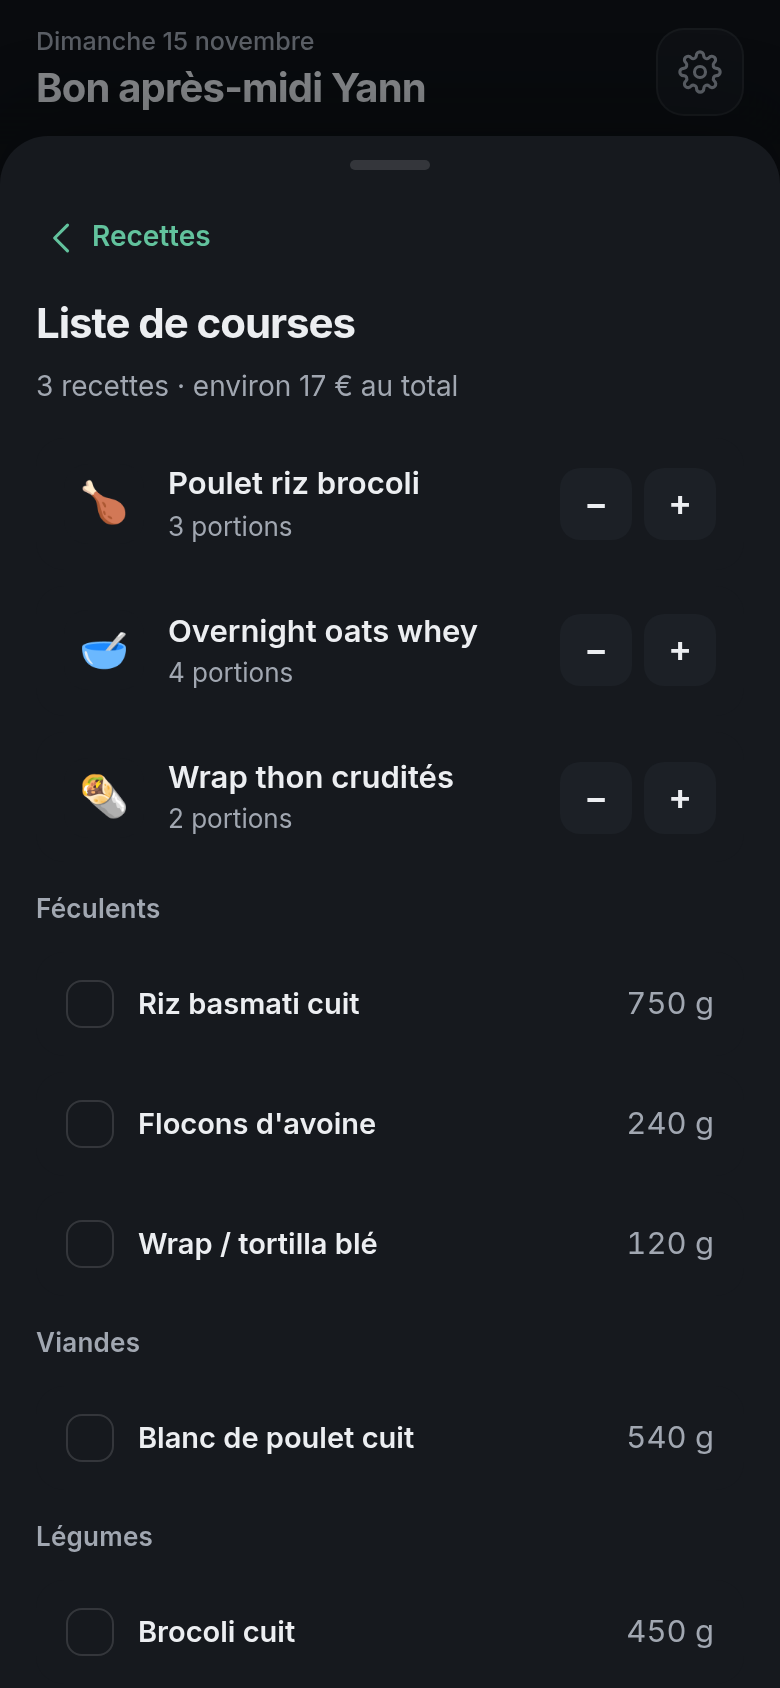 Dimanche 15 novembre
Bon après-midi Yann
Recettes
Liste de courses
3 recettes · environ 17 € au total
Poulet riz brocoli
3 portions
− +
Overnight oats whey
4 portions
− +
Wrap thon crudités
2 portions
− +
Féculents
Riz basmati cuit 750 g
Flocons d'avoine 240 g
Wrap / tortilla blé 120 g
Viandes
Blanc de poulet cuit 540 g
Légumes
Brocoli cuit 450 g